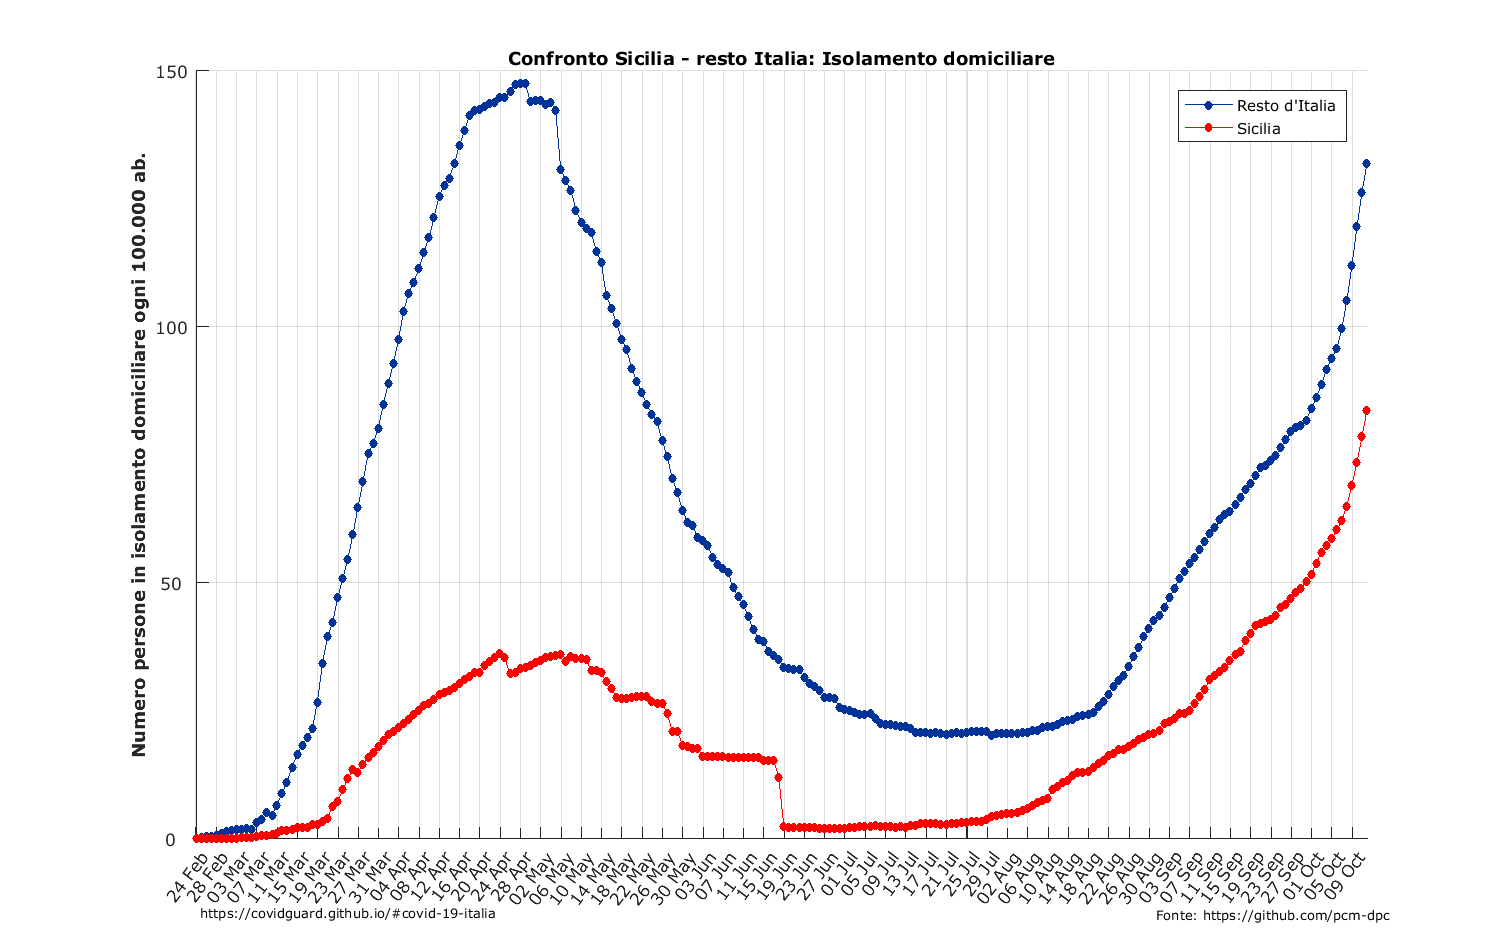 Confronto Sicilia - resto Italia: Isolamento domiciliare
Numero persone in isolamento domiciliare ogni 100.000 ab.
150
100
50
0
Resto d'Italia
Sicilia
24 Feb
28 Feb
03 Mar
07 Mar
11 Mar
15 Mar
19 Mar
23 Mar
27 Mar
31 Mar
04 Apr
08 Apr
12 Apr
16 Apr
20 Apr
24 Apr
28 Apr
02 May
06 May
10 May
14 May
18 May
22 May
26 May
30 May
03 Jun
07 Jun
11 Jun
15 Jun
19 Jun
23 Jun
27 Jun
01 Jul
05 Jul
09 Jul
13 Jul
17 Jul
21 Jul
25 Jul
29 Jul
02 Aug
06 Aug
10 Aug
14 Aug
18 Aug
22 Aug
26 Aug
30 Aug
03 Sep
07 Sep
11 Sep
15 Sep
19 Sep
23 Sep
27 Sep
01 Oct
05 Oct
09 Oct
https://covidguard.github.io/#covid-19-italia
Fonte: https://github.com/pcm-dpc